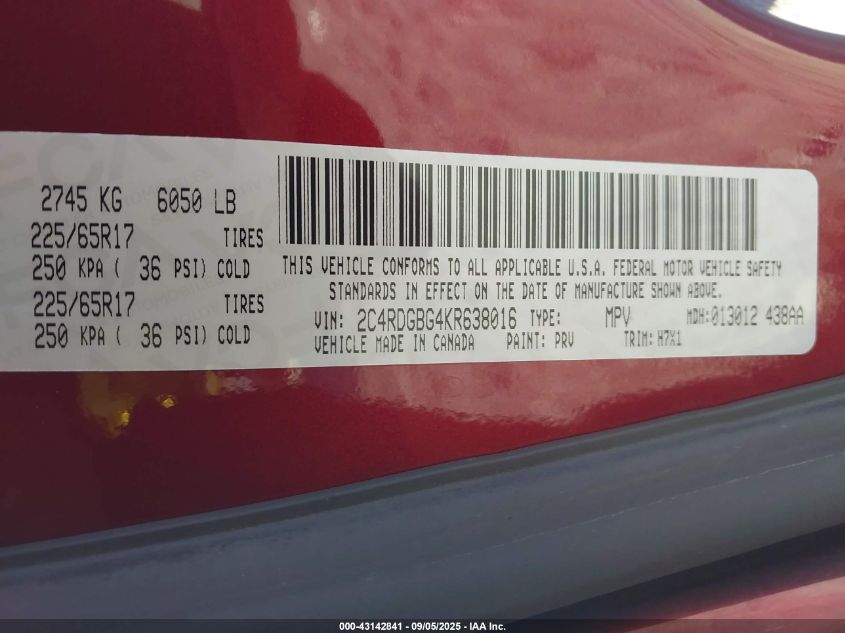 2745 KG 6050 LB
225/65R17 TIRES
250 KPA ( 36 PSI) COLD
225/65R17 TIRES
250 KPA ( 36 PSI) COLD
THIS VEHICLE CONFORMS TO ALL APPLICABLE U.S.A. FEDERAL MOTOR VEHICLE SAFETY
STANDARDS IN EFFECT ON THE DATE OF MANUFACTURE SHOWN ABOVE.
VIN: 2C4RDGBG4KR638016 TYPE: MPV MDH:013012 438AA
VEHICLE MADE IN CANADA PAINT: PRV TRIM: H7X1
000-43142841 - 09/05/2025 - IAA Inc.